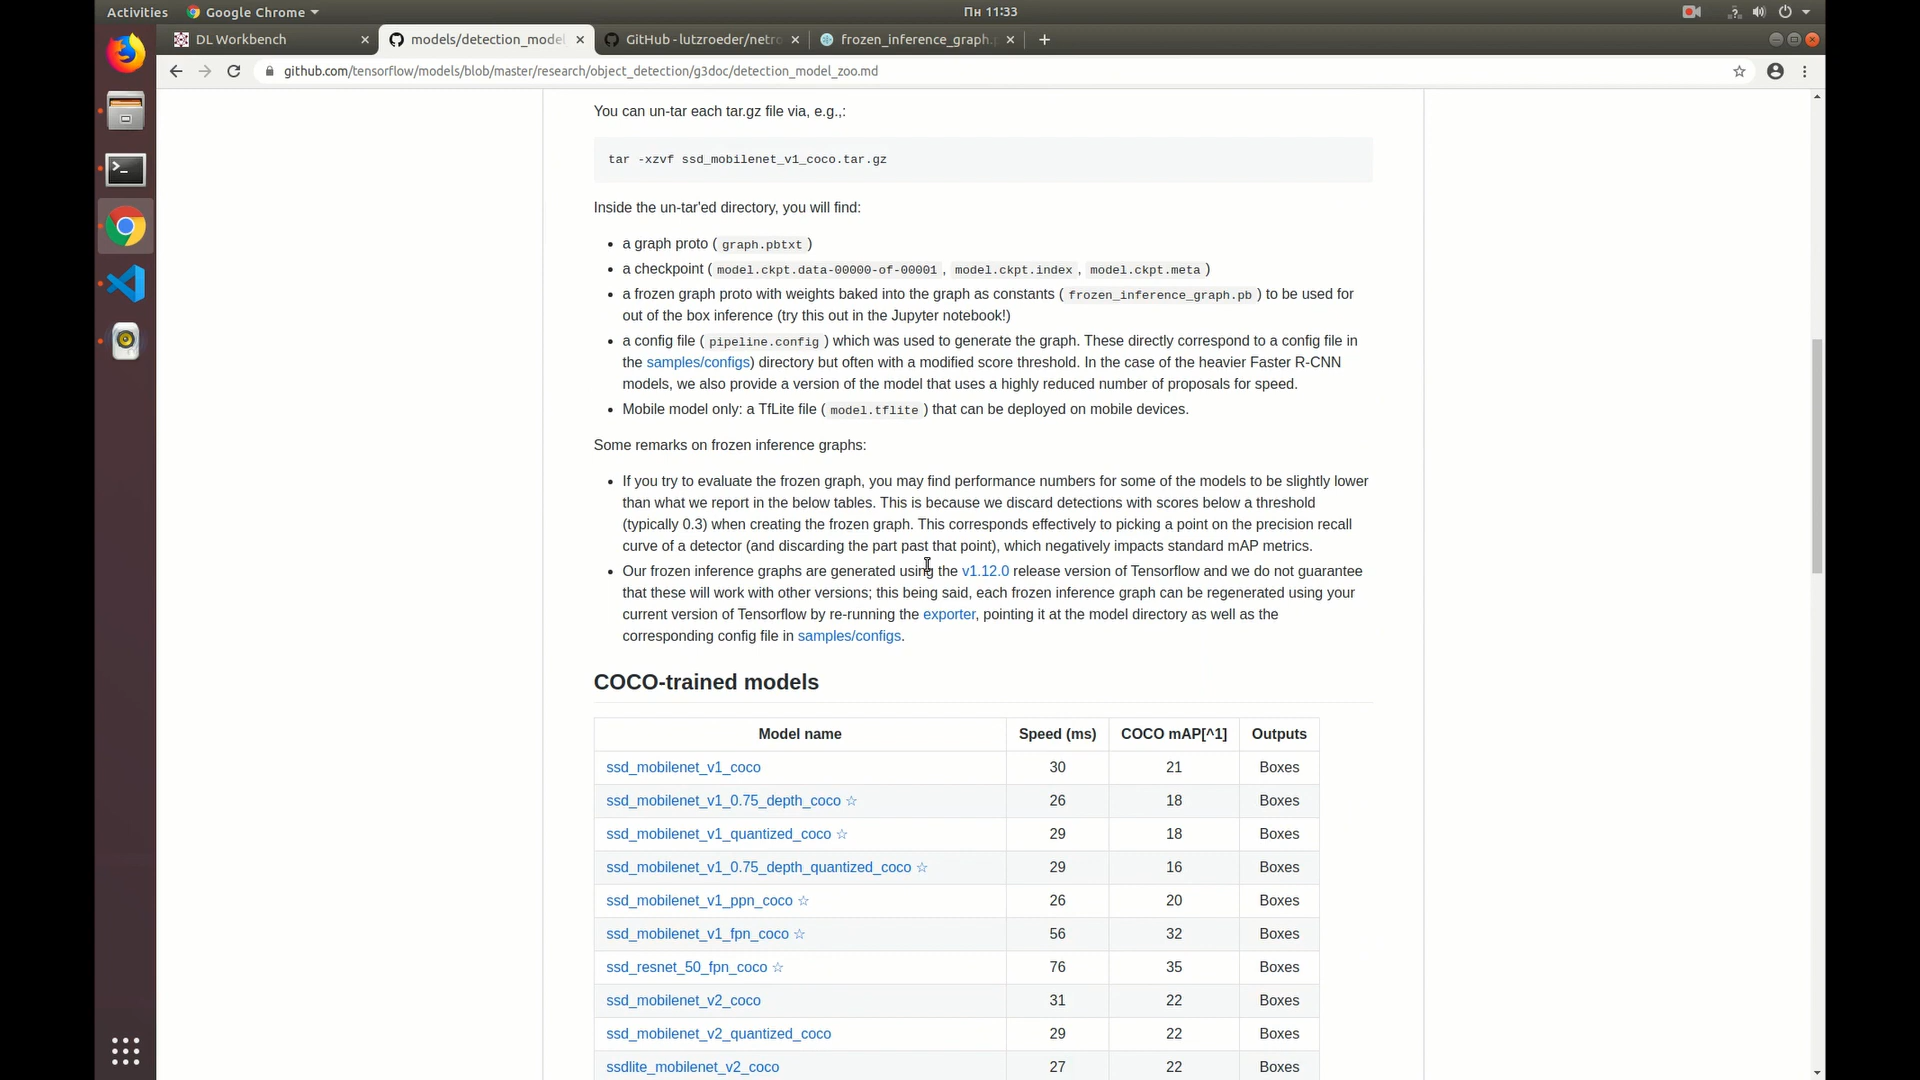 Activities
Google Chrome
Пн 11:33
DL Workbench
models/detection_model
GitHub - lutzroeder/netro
frozen_inference_graph.
github.com/tensorflow/models/blob/master/research/object_detection/g3doc/detection_model_zoo.md
You can un-tar each tar.gz file via, e.g.,:
tar -xzvf ssd_mobilenet_v1_coco.tar.gz
Inside the un-tar'ed directory, you will find:
• a graph proto ( graph.pbtxt )
• a checkpoint ( model.ckpt.data-00000-of-00001 , model.ckpt.index , model.ckpt.meta )
• a frozen graph proto with weights baked into the graph as constants ( frozen_inference_graph.pb ) to be used for
out of the box inference (try this out in the Jupyter notebook!)
• a config file ( pipeline.config ) which was used to generate the graph. These directly correspond to a config file in
the samples/configs) directory but often with a modified score threshold. In the case of the heavier Faster R-CNN
models, we also provide a version of the model that uses a highly reduced number of proposals for speed.
• Mobile model only: a TfLite file ( model.tflite ) that can be deployed on mobile devices.
Some remarks on frozen inference graphs:
• If you try to evaluate the frozen graph, you may find performance numbers for some of the models to be slightly lower
than what we report in the below tables. This is because we discard detections with scores below a threshold
(typically 0.3) when creating the frozen graph. This corresponds effectively to picking a point on the precision recall
curve of a detector (and discarding the part past that point), which negatively impacts standard mAP metrics.
• Our frozen inference graphs are generated using the v1.12.0 release version of Tensorflow and we do not guarantee
that these will work with other versions; this being said, each frozen inference graph can be regenerated using your
current version of Tensorflow by re-running the exporter, pointing it at the model directory as well as the
corresponding config file in samples/configs.
COCO-trained models
Model name Speed (ms) COCO mAP[^1] Outputs
ssd_mobilenet_v1_coco 30 21 Boxes
ssd_mobilenet_v1_0.75_depth_coco ☆ 26 18 Boxes
ssd_mobilenet_v1_quantized_coco ☆ 29 18 Boxes
ssd_mobilenet_v1_0.75_depth_quantized_coco ☆ 29 16 Boxes
ssd_mobilenet_v1_ppn_coco ☆ 26 20 Boxes
ssd_mobilenet_v1_fpn_coco ☆ 56 32 Boxes
ssd_resnet_50_fpn_coco ☆ 76 35 Boxes
ssd_mobilenet_v2_coco 31 22 Boxes
ssd_mobilenet_v2_quantized_coco 29 22 Boxes
ssdlite_mobilenet_v2_coco 27 22 Boxes